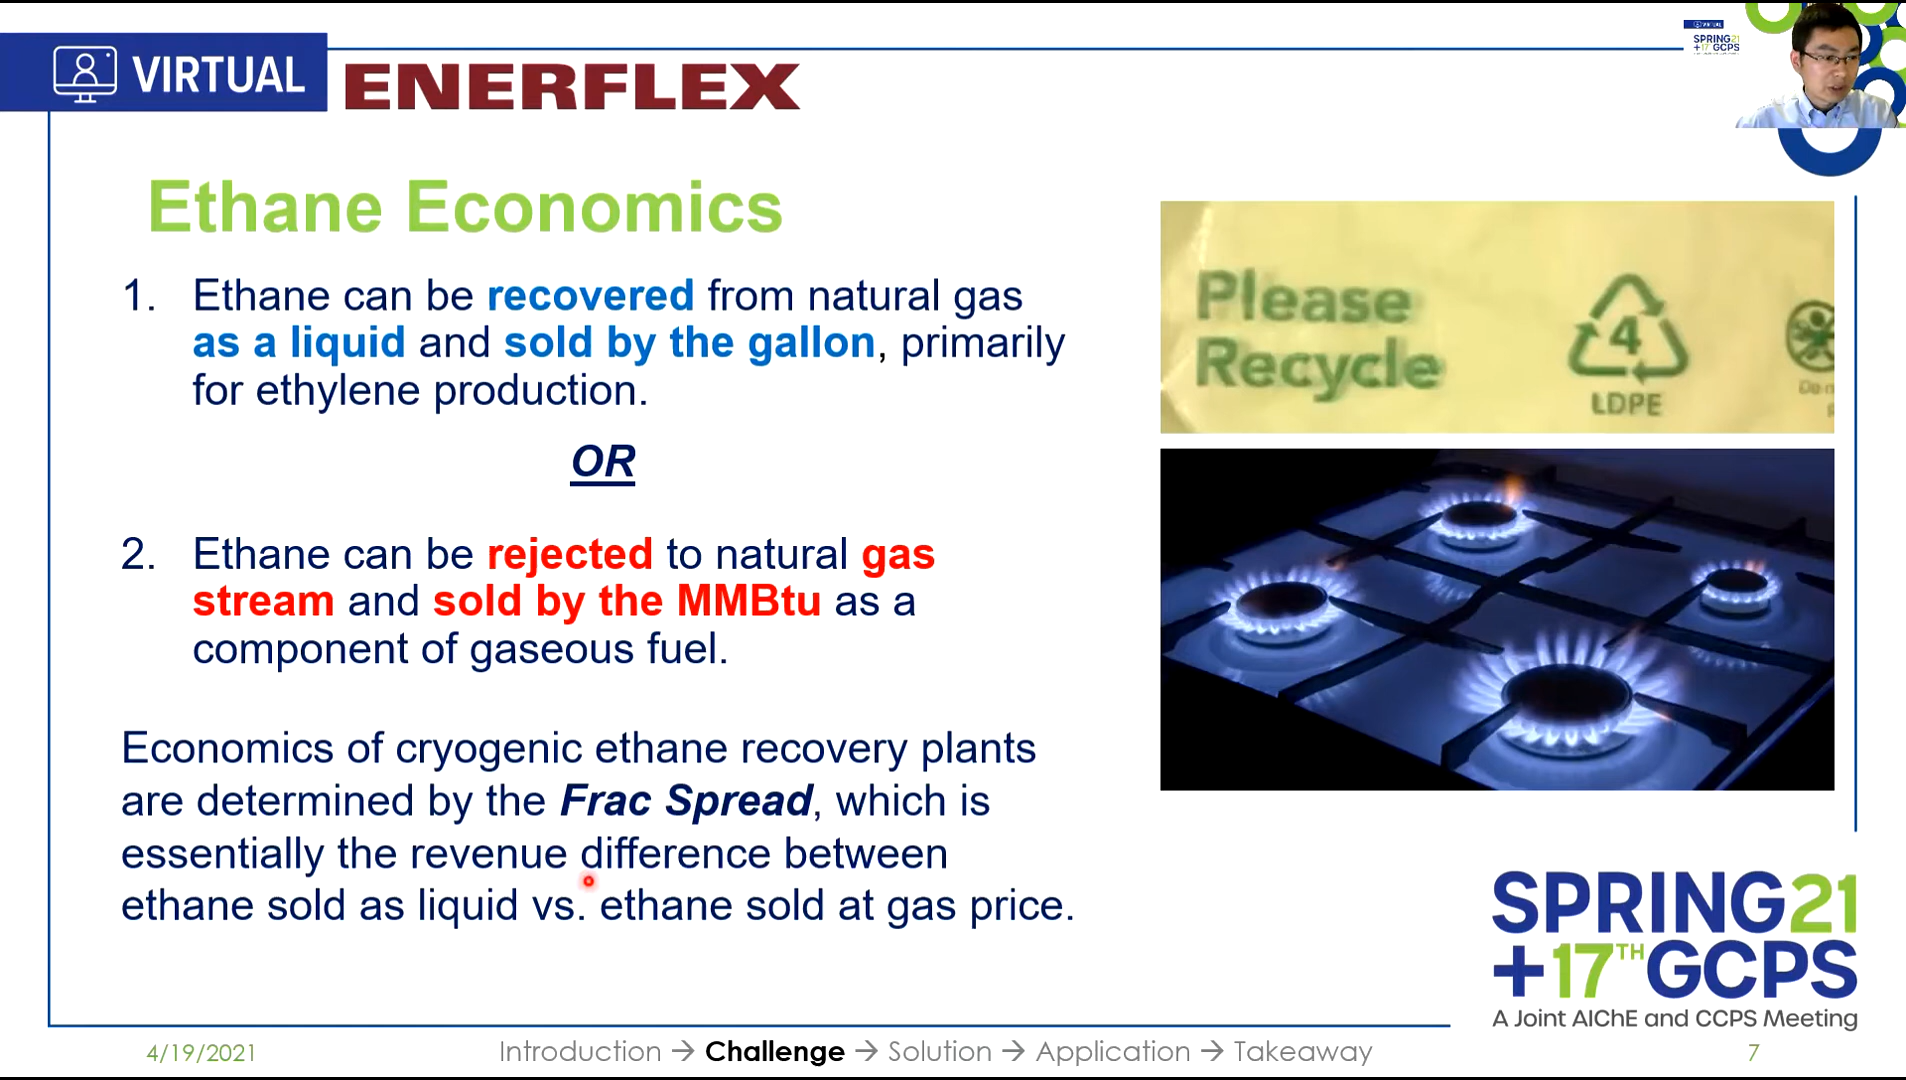 VIRTUAL
ENERFLEX
VIRTUAL
SPRING21
+17TH GCPS
Ethane Economics
1. Ethane can be recovered from natural gas
as a liquid and sold by the gallon, primarily
for ethylene production.
OR
2. Ethane can be rejected to natural gas
stream and sold by the MMBtu as a
component of gaseous fuel.
Economics of cryogenic ethane recovery plants
are determined by the Frac Spread, which is
essentially the revenue difference between
ethane sold as liquid vs. ethane sold at gas price.
Please
Recycle
4
LDPE
SPRING21
+17TH GCPS
A Joint AIChE and CCPS Meeting
4/19/2021
Introduction → Challenge → Solution → Application → Takeaway
7